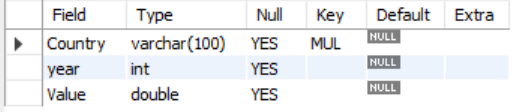 Field Type Null Key Default Extra
Country varchar(100) YES MUL NULL
year int YES NULL
Value double YES NULL